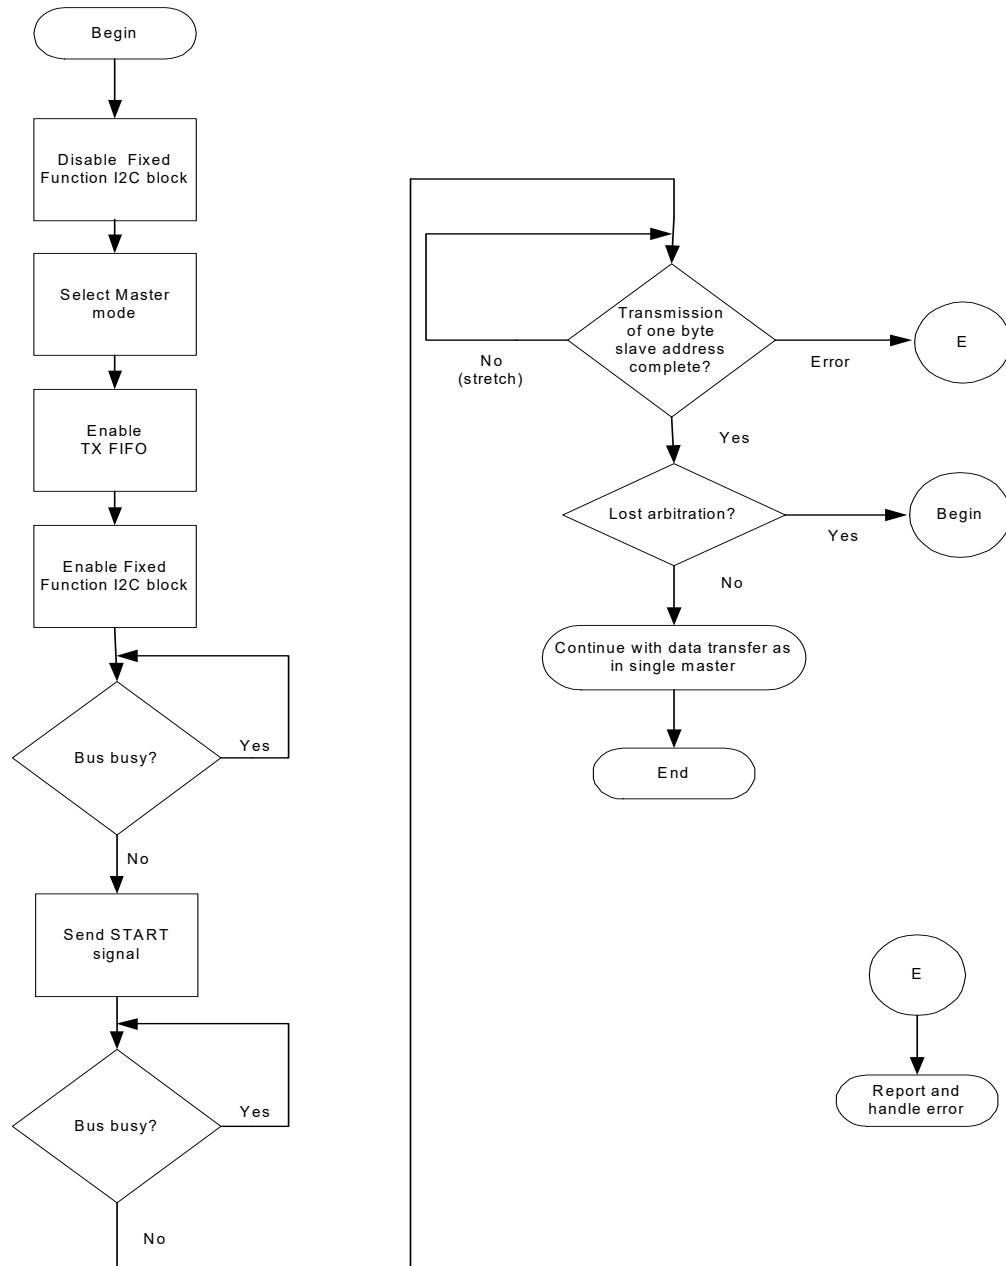 Begin
Disable Fixed
Function I2C block
Select Master
mode
Enable
TX FIFO
Enable Fixed
Function I2C block
Bus busy?
Yes
No
Send START
signal
Bus busy?
Yes
No
Transmission
of one byte
slave address
complete?
No
(stretch)
Error
E
Yes
Lost arbitration?
Yes
Begin
No
Continue with data transfer as
in single master
End
E
Report and
handle error